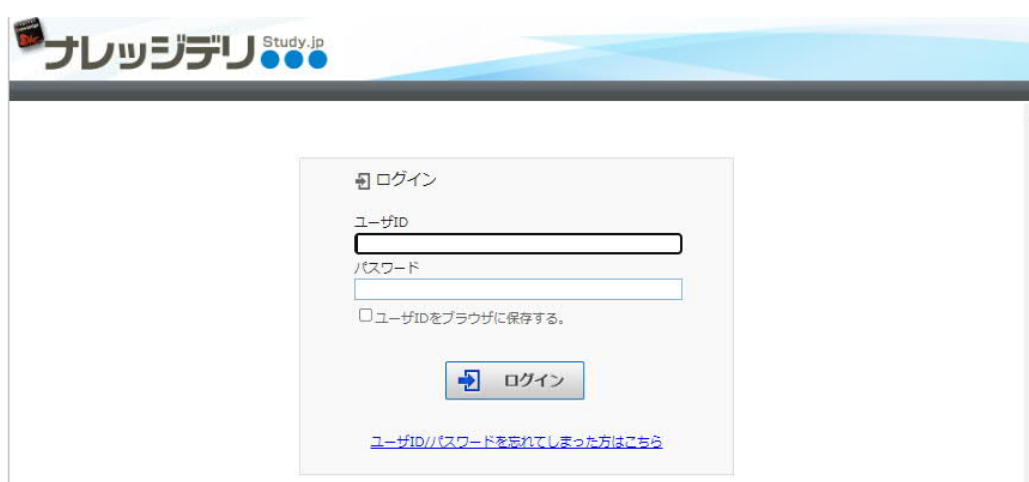 ナレッジデリ Study.jp
ログイン
ユーザID
パスワード
ユーザIDをブラウザに保存する。
ログイン
ユーザID/パスワードを忘れてしまった方はこちら